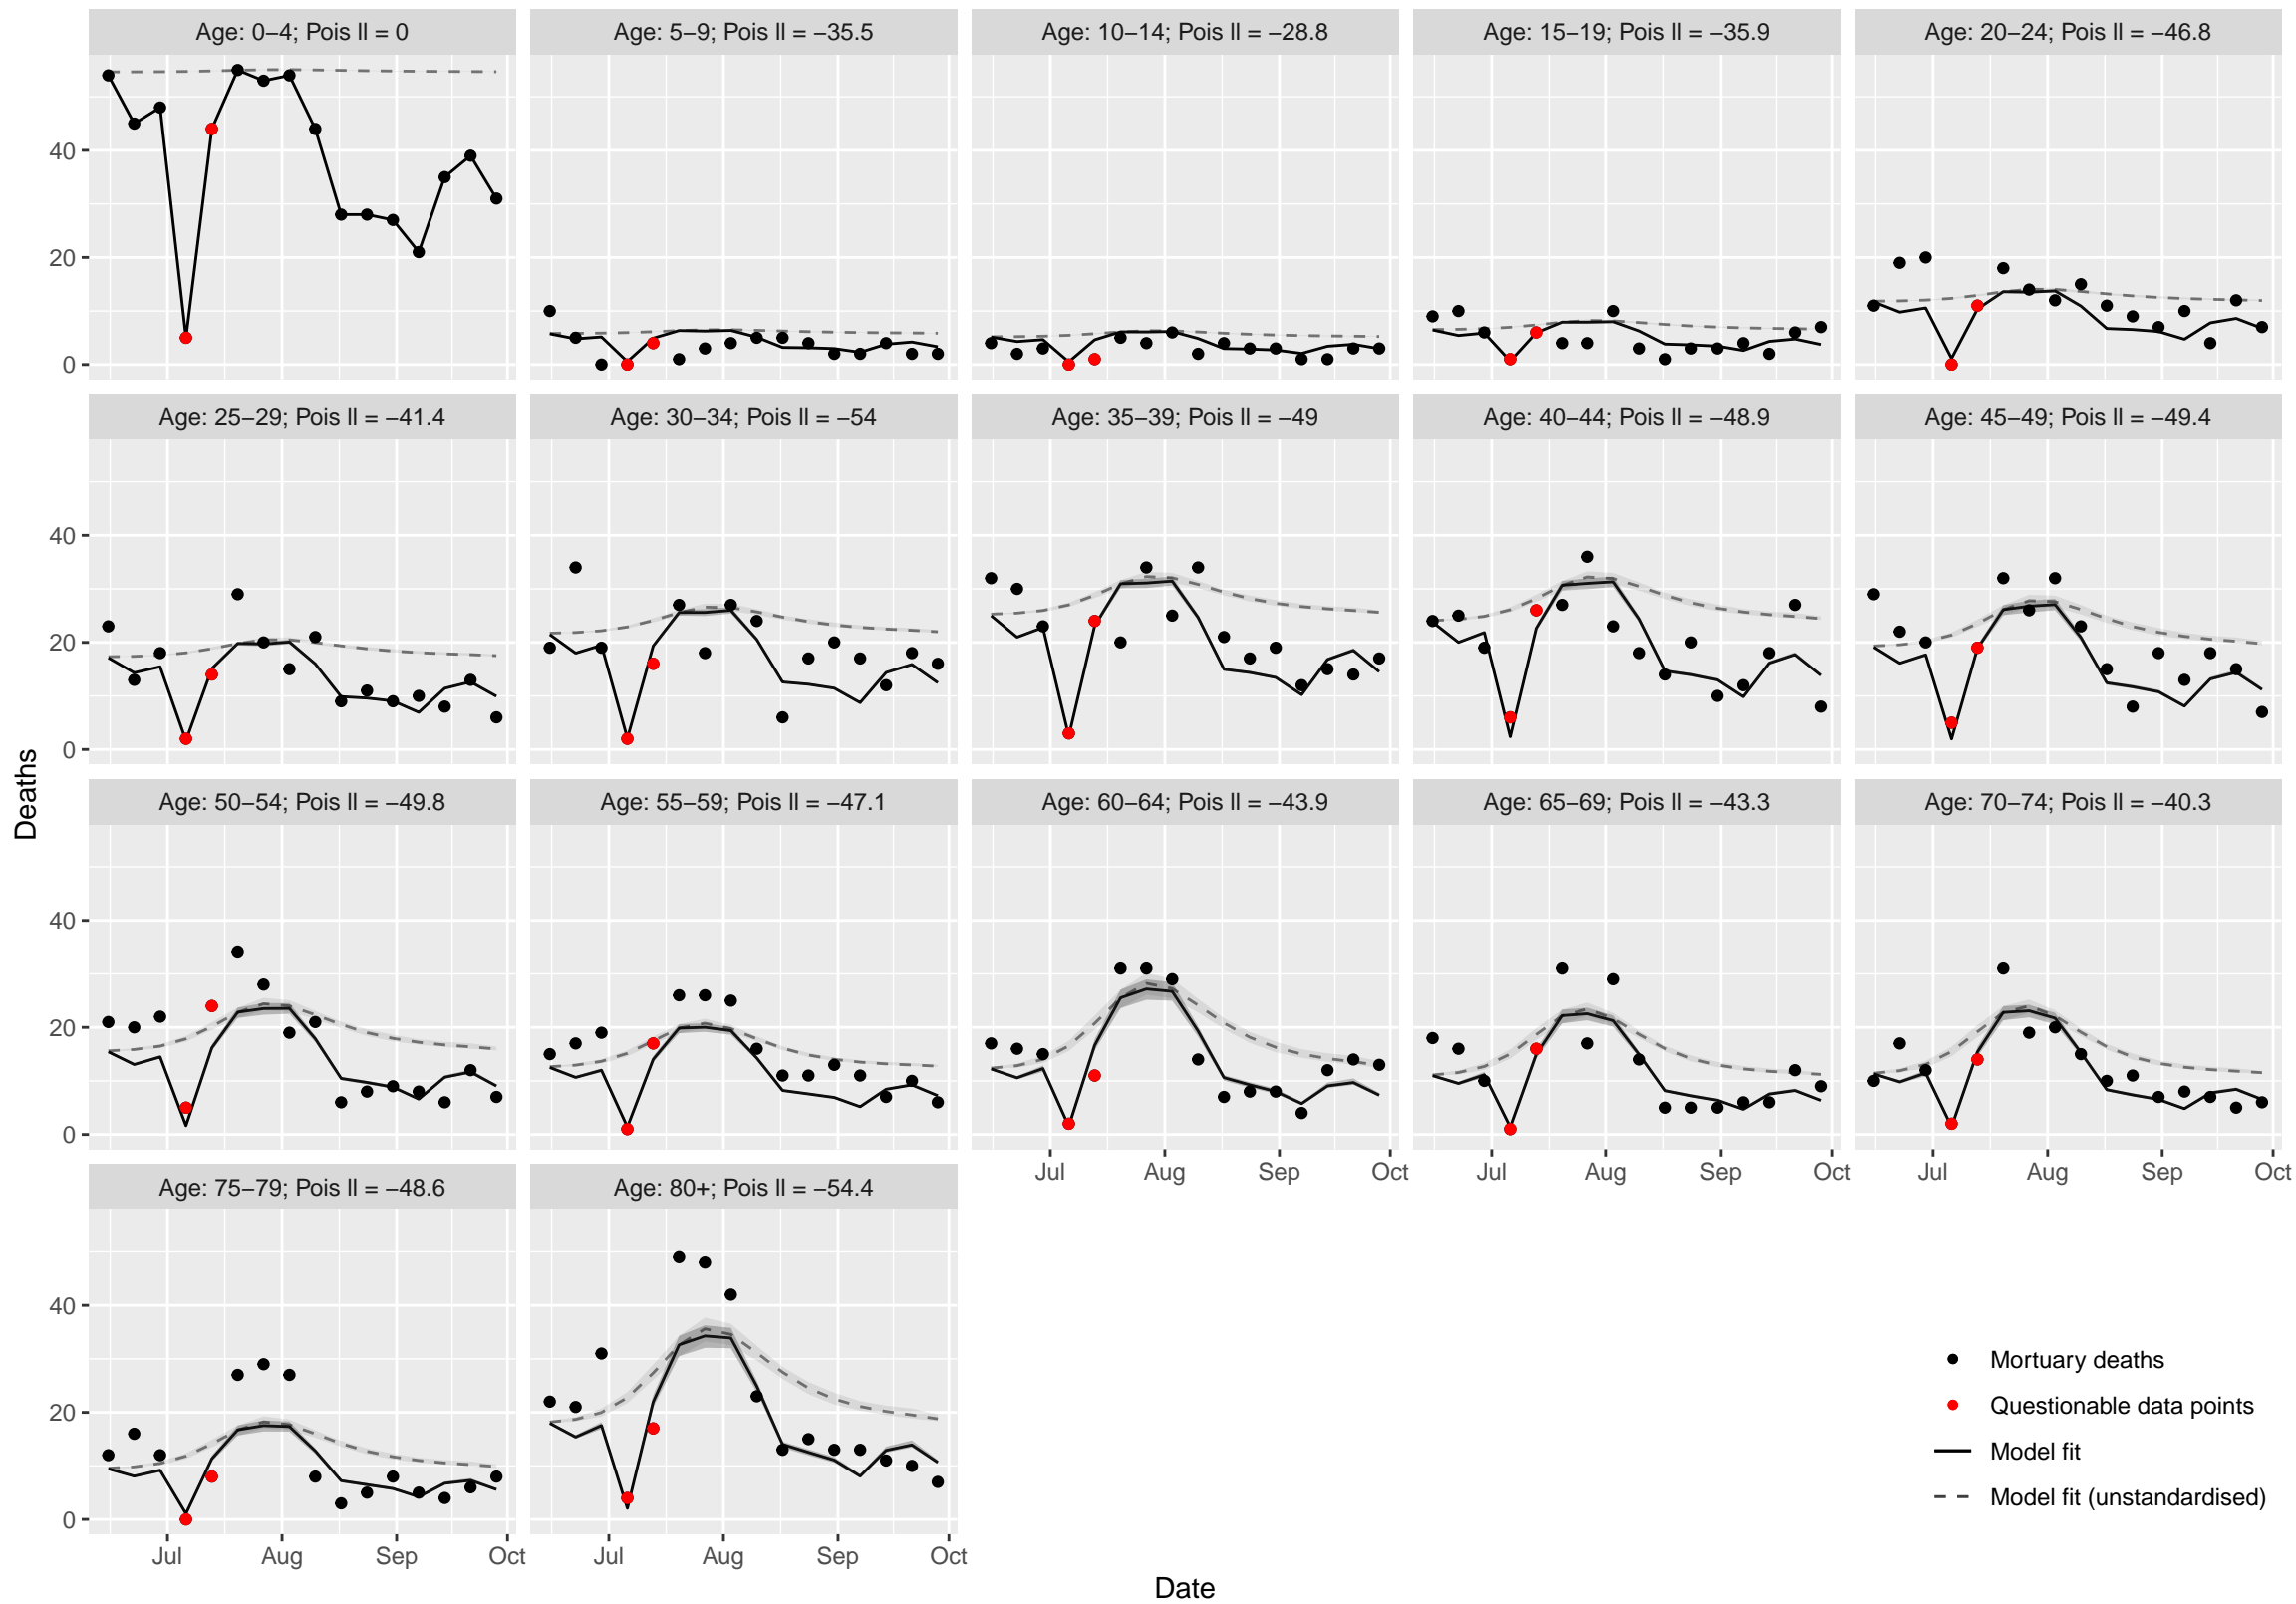 Age: 0−4; Pois ll = 0
Age: 5−9; Pois ll = −35.5
Age: 10−14; Pois ll = −28.8
Age: 15−19; Pois ll = −35.9
Age: 20−24; Pois ll = −46.8
40
20
0
Age: 25−29; Pois ll = −41.4
Age: 30−34; Pois ll = −54
Age: 35−39; Pois ll = −49
Age: 40−44; Pois ll = −48.9
Age: 45−49; Pois ll = −49.4
40
20
0
Deaths
Age: 50−54; Pois ll = −49.8
Age: 55−59; Pois ll = −47.1
Age: 60−64; Pois ll = −43.9
Age: 65−69; Pois ll = −43.3
Age: 70−74; Pois ll = −40.3
40
20
0
Jul Aug Sep Oct
Jul Aug Sep Oct
Jul Aug Sep Oct
Age: 75−79; Pois ll = −48.6
Age: 80+; Pois ll = −54.4
40
20
0
Jul Aug Sep Oct
Jul Aug Sep Oct
Mortuary deaths
Questionable data points
Model fit
Model fit (unstandardised)
Date